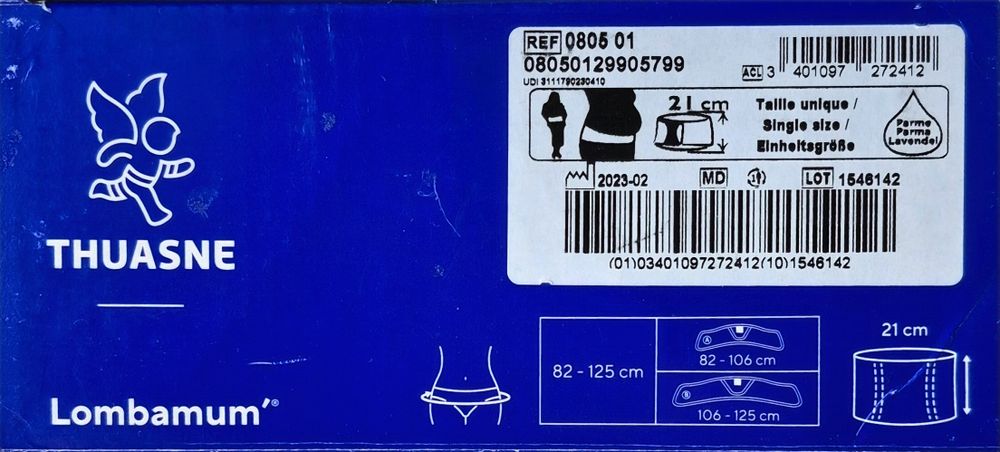 THUASNE
Lombamum'®
REF 0805 01
08050129905799
UDI 3111790230410
ACL 3 401097 272412
21 cm
Taille unique /
Single size /
Einheitsgröße
Parme
Parma
Lavendel
2023-02
MD
LOT 1546142
(01)03401097272412(10)1546142
82 - 125 cm
A
82 - 106 cm
B
106 - 125 cm
21 cm